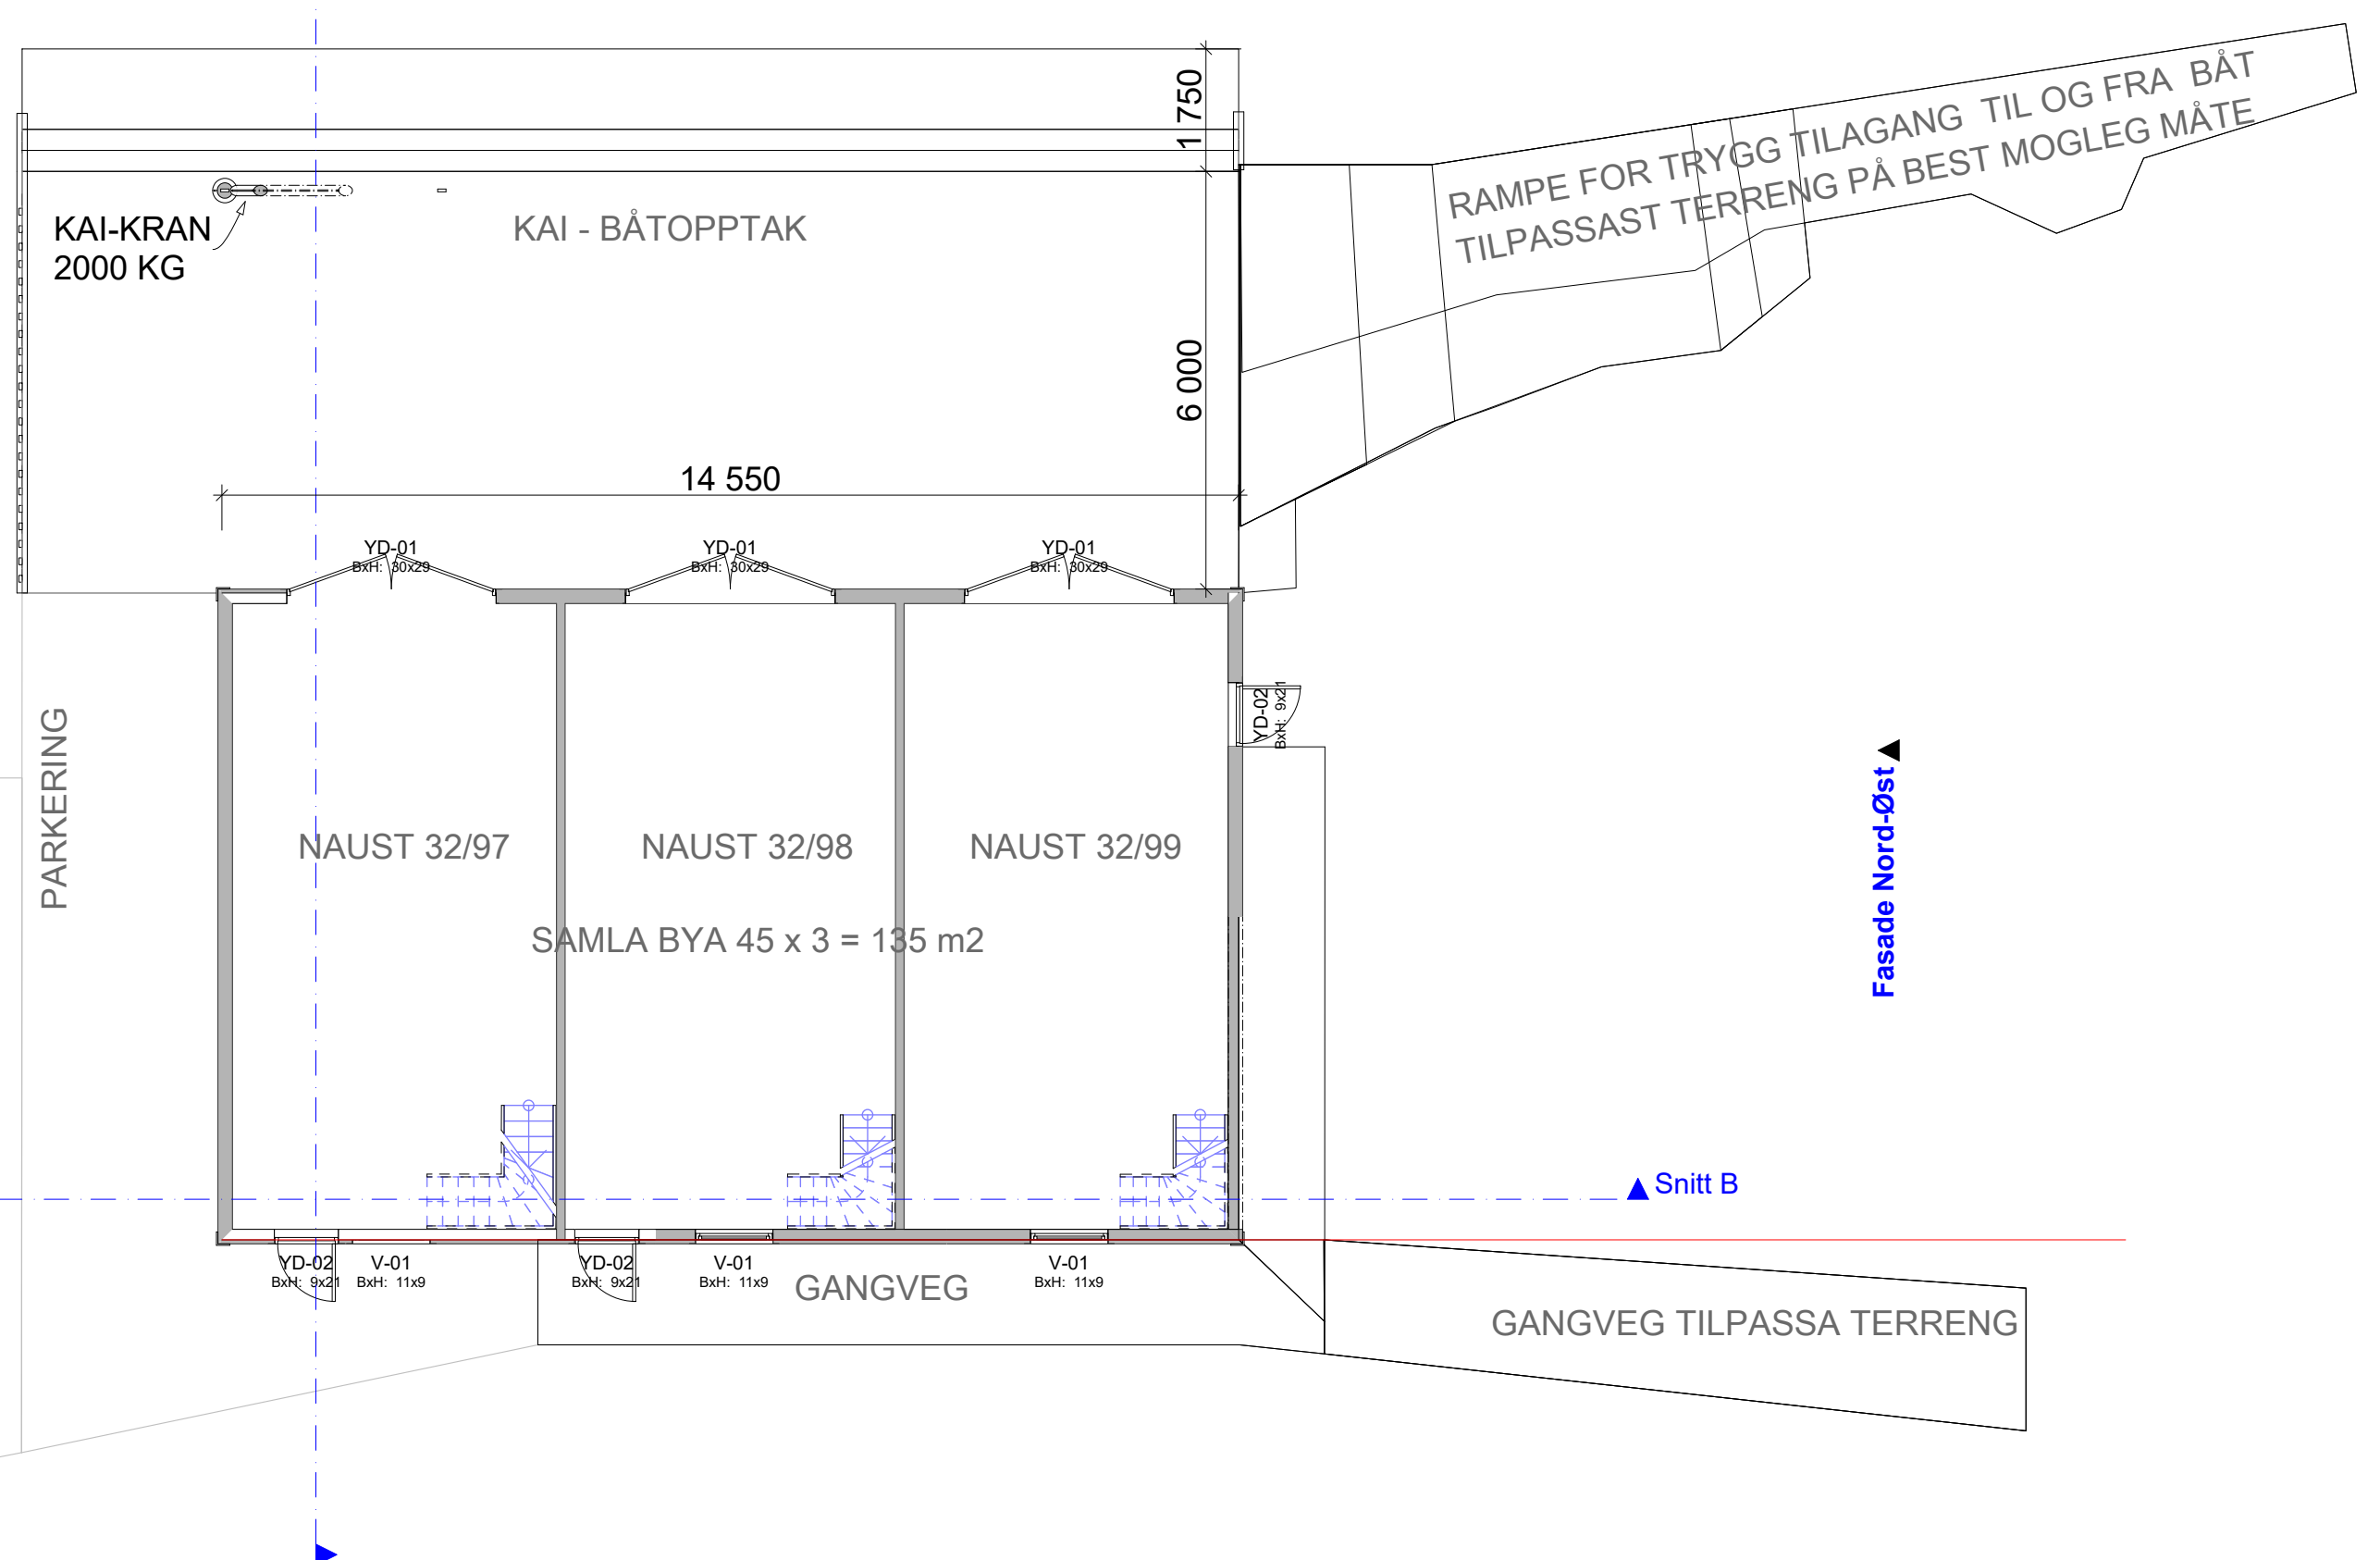 1 750
RAMPE FOR TRYGG TILAGANG TIL OG FRA BÅT
TILPASSAST TERRENG PÅ BEST MOGLEG MÅTE
KAI-KRAN
2000 KG
KAI - BÅTOPPTAK
6 000
14 550
YD-01
BxH: 30x29
YD-01
BxH: 30x29
YD-01
BxH: 30x29
YD-02
BxH: 9x21
PARKERING
NAUST 32/97
NAUST 32/98
NAUST 32/99
Fasade Nord-Øst
SAMLA BYA 45 x 3 = 135 m2
Snitt B
YD-02
BxH: 9x21
V-01
BxH: 11x9
YD-02
BxH: 9x21
V-01
BxH: 11x9
GANGVEG
V-01
BxH: 11x9
GANGVEG TILPASSA TERRENG